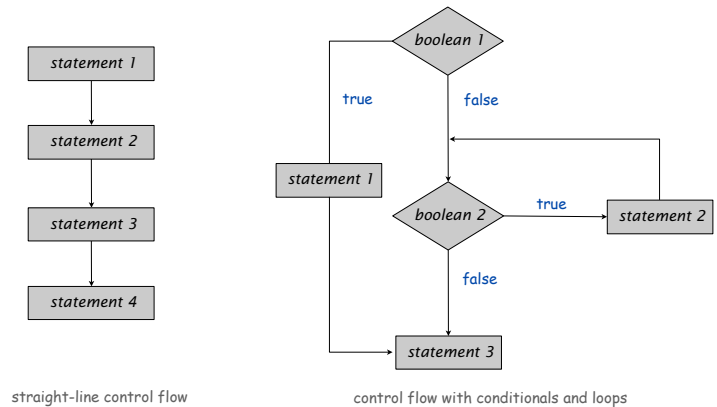 statement 1
statement 2
statement 3
statement 4
straight-line control flow
boolean 1
true
false
statement 1
boolean 2
true
statement 2
false
statement 3
control flow with conditionals and loops